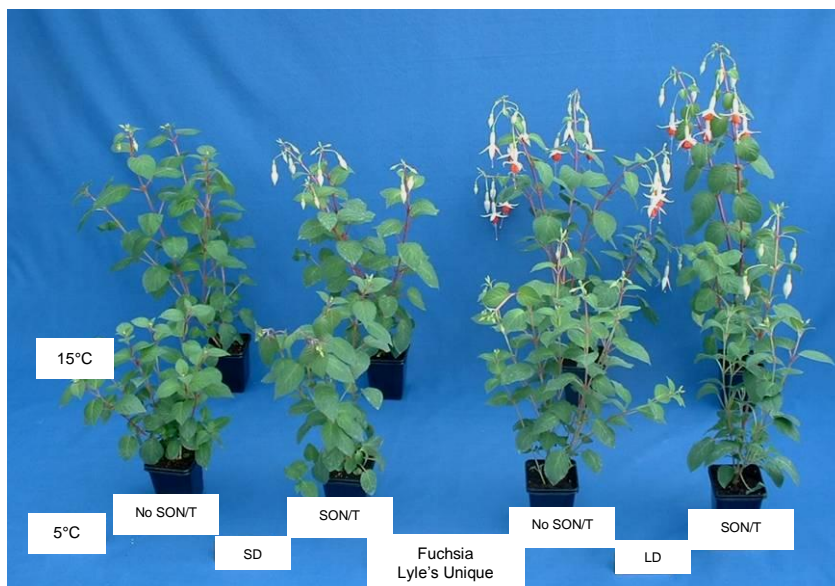 15°C
No SON/T
SON/T
No SON/T
SON/T
5°C
SD
Fuchsia
Lyle's Unique
LD